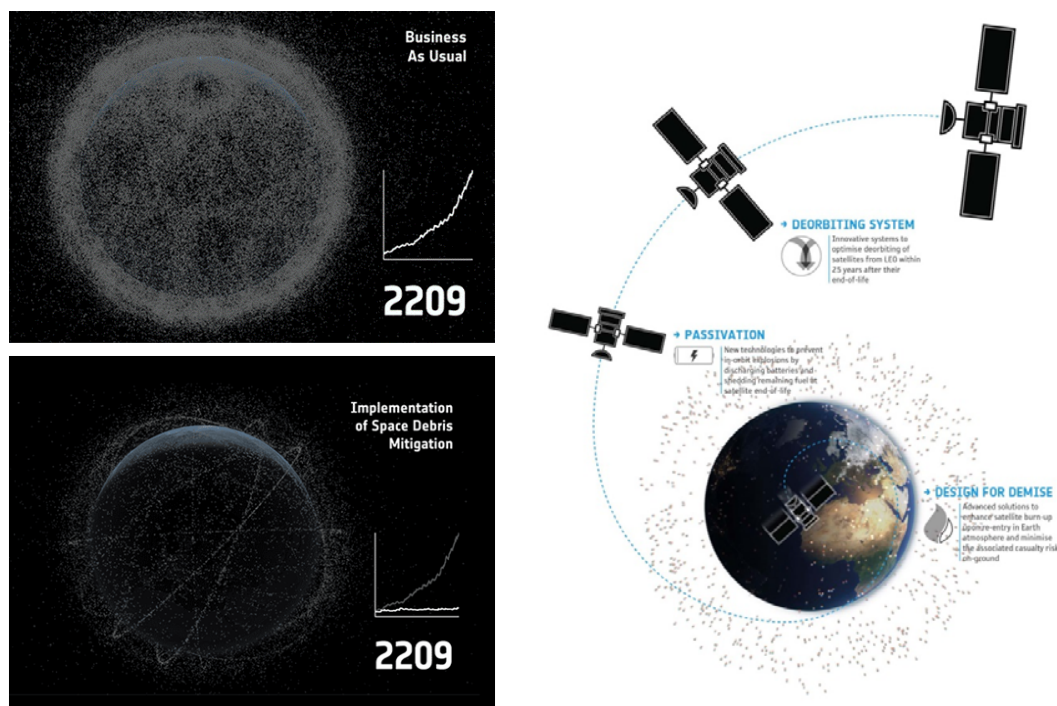 Business
As Usual
2209
Implementation
of Space Debris
Mitigation
2209
➔ DEORBITING SYSTEM
Innovative systems to
optimise deorbiting of
satellites from LEO within
25 years after their
end-of-life
➔ PASSIVATION
New technologies to prevent
in-orbit explosions by
discharging batteries and
shedding remaining fuel at
satellite end-of-life
➔ DESIGN FOR DEMISE
Advanced solutions to
enhance satellite burn-up
upon re-entry in Earth
atmosphere and minimise
the associated casualty risk
on-ground